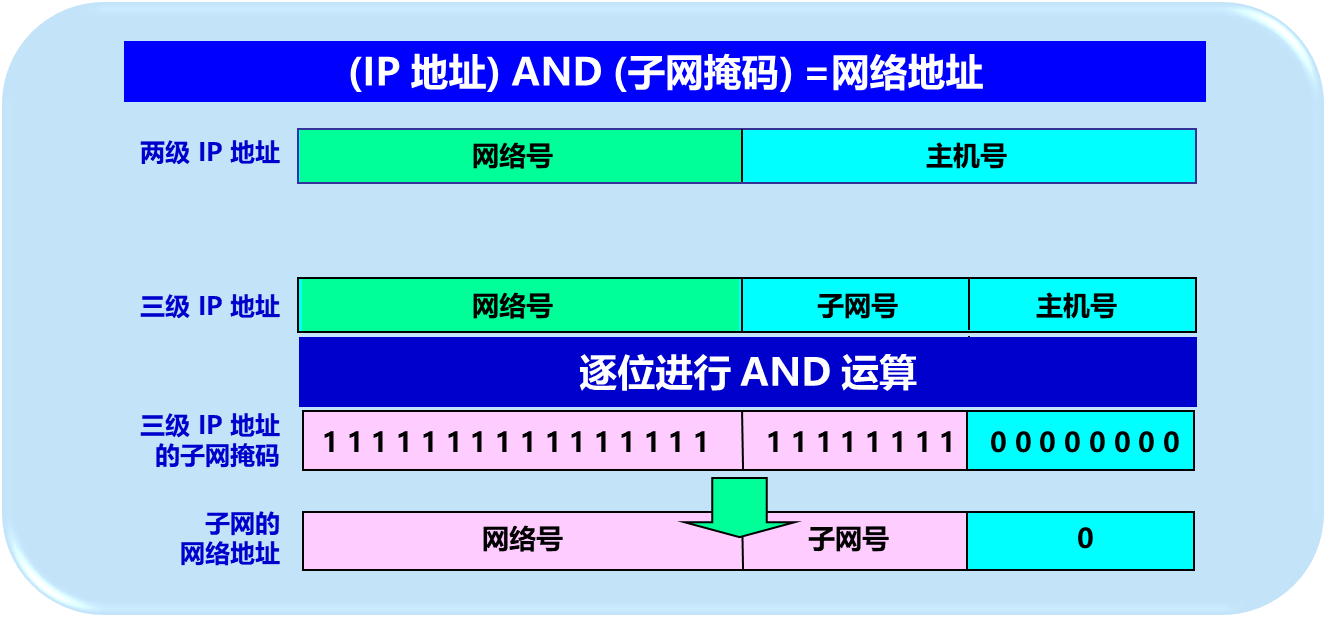 (IP 地址) AND (子网掩码) =网络地址
两级 IP 地址
网络号
主机号
三级 IP 地址
网络号
子网号
主机号
逐位进行 AND 运算
三级 IP 地址
的子网掩码
1 1 1 1 1 1 1 1 1 1 1 1 1 1 1 1
1 1 1 1 1 1 1 1
0 0 0 0 0 0 0 0
子网的
网络地址
网络号
子网号
0